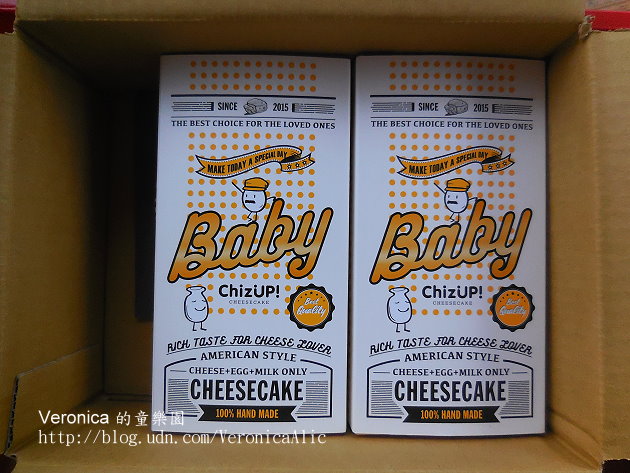 SINCE 2015
THE BEST CHOICE FOR THE LOVED ONES
MAKE TODAY A SPECIAL DAY
Baby
ChizUP!
CHEESECAKE
Best Quality
RICH TASTE FOR CHEESE LOVER
AMERICAN STYLE
CHEESE+EGG+MILK ONLY
CHEESECAKE
100% HAND MADE
SINCE 2015
THE BEST CHOICE FOR THE LOVED ONES
MAKE TODAY A SPECIAL DAY
Baby
ChizUP!
CHEESECAKE
Best Quality
RICH TASTE FOR CHEESE LOVER
AMERICAN STYLE
CHEESE+EGG+MILK ONLY
CHEESECAKE
100% HAND MADE
Veronica 的童樂園
http://blog.udn.com/VeronicaAlic